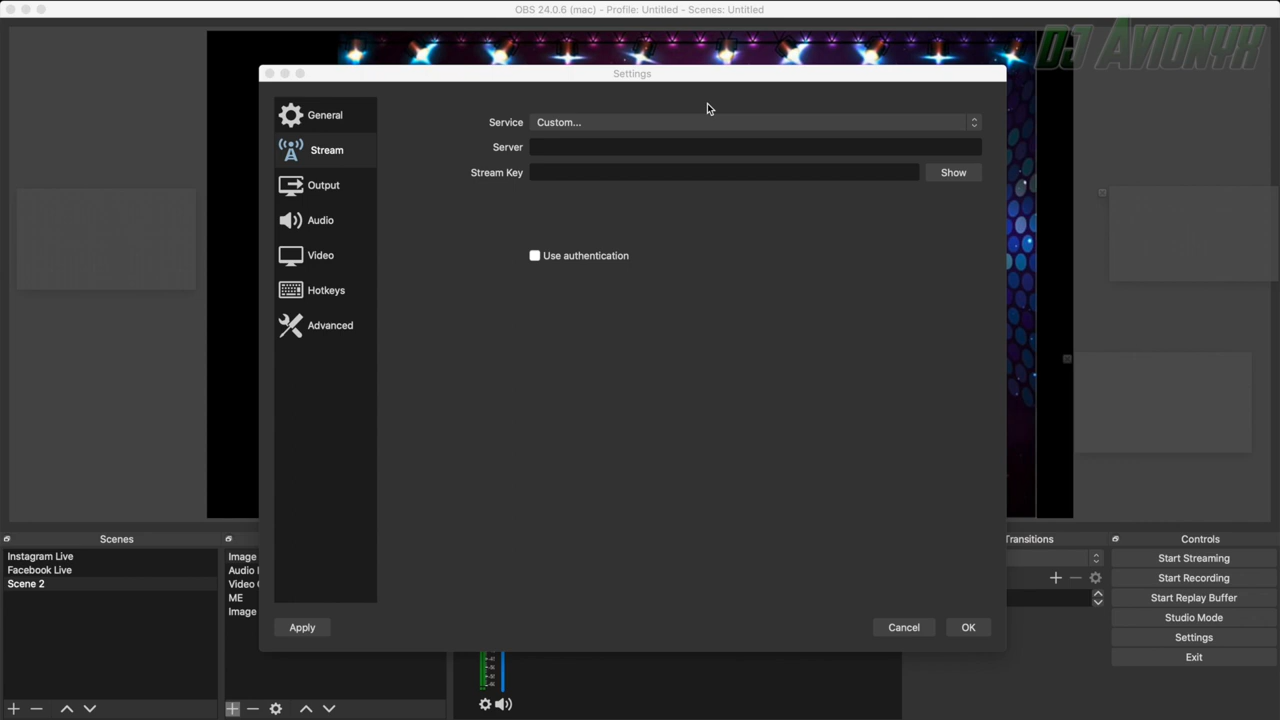 OBS 24.0.6 (mac) - Profile: Untitled - Scenes: Untitled
DJ AVIONYX
Settings
General
Stream
Output
Audio
Video
Hotkeys
Advanced
Service
Custom...
Server
Stream Key
Show
Use authentication
Apply
Cancel
OK
Scenes
Instagram Live
Facebook Live
Scene 2
Image
Audio
Video
ME
Image
Transitions
Controls
Start Streaming
Start Recording
Start Replay Buffer
Studio Mode
Settings
Exit